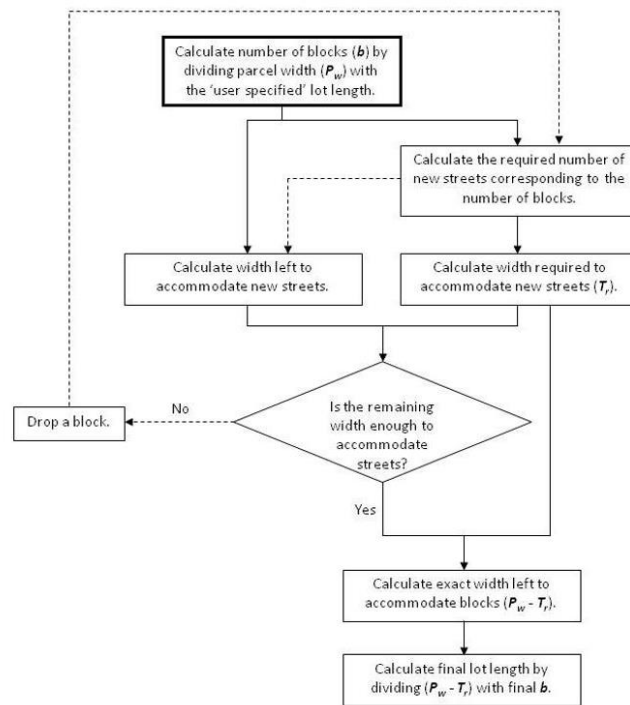 Calculate number of blocks (b) by
dividing parcel width (Pw) with
the ‘user specified’ lot length.
Calculate the required number of
new streets corresponding to the
number of blocks.
Calculate width left to
accommodate new streets.
Calculate width required to
accommodate new streets (Tr).
Is the remaining
width enough to
accommodate
streets?
No
Drop a block.
Yes
Calculate exact width left to
accommodate blocks (Pw - Tr).
Calculate final lot length by
dividing (Pw - Tr) with final b.